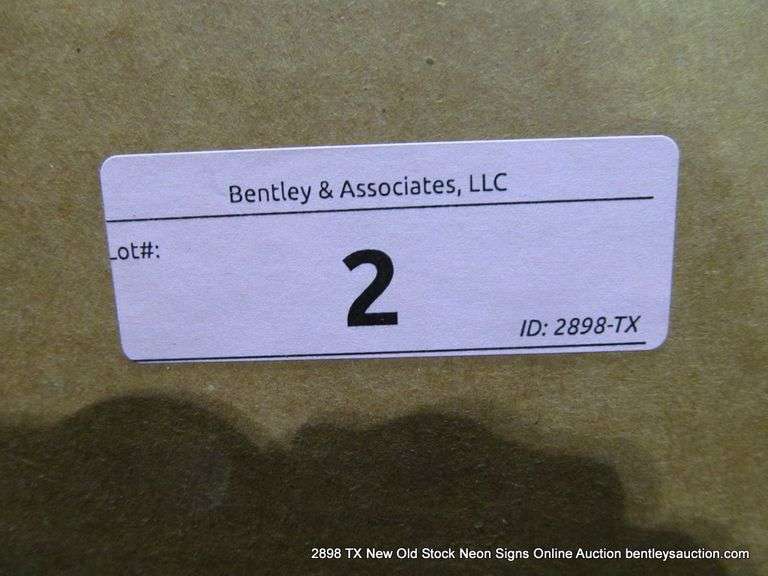 Bentley & Associates, LLC
Lot#:
2
ID: 2898-TX
2898 TX New Old Stock Neon Signs Online Auction bentleysauction.com